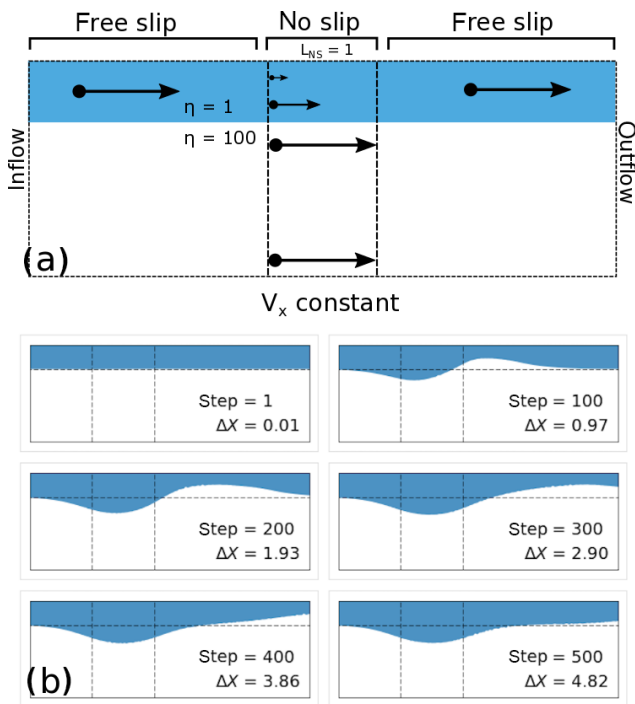 Free slip No slip Free slip
L_NS = 1
η = 1
η = 100
Inflow
Outflow
(a)
V_x constant
Step = 1
ΔX = 0.01
Step = 100
ΔX = 0.97
Step = 200
ΔX = 1.93
Step = 300
ΔX = 2.90
Step = 400
ΔX = 3.86
Step = 500
ΔX = 4.82
(b)